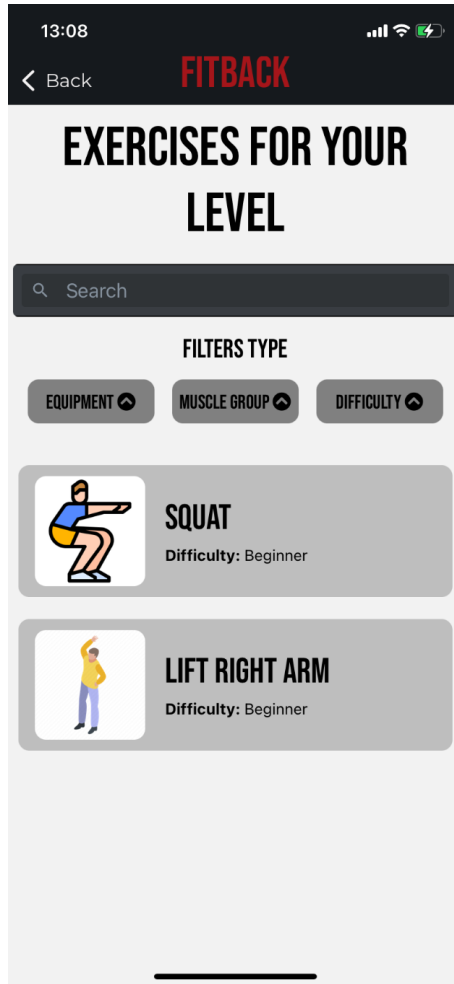 13:08
Back
FITBACK
EXERCISES FOR YOUR
LEVEL
Search
FILTERS TYPE
EQUIPMENT
MUSCLE GROUP
DIFFICULTY
SQUAT
Difficulty: Beginner
LIFT RIGHT ARM
Difficulty: Beginner